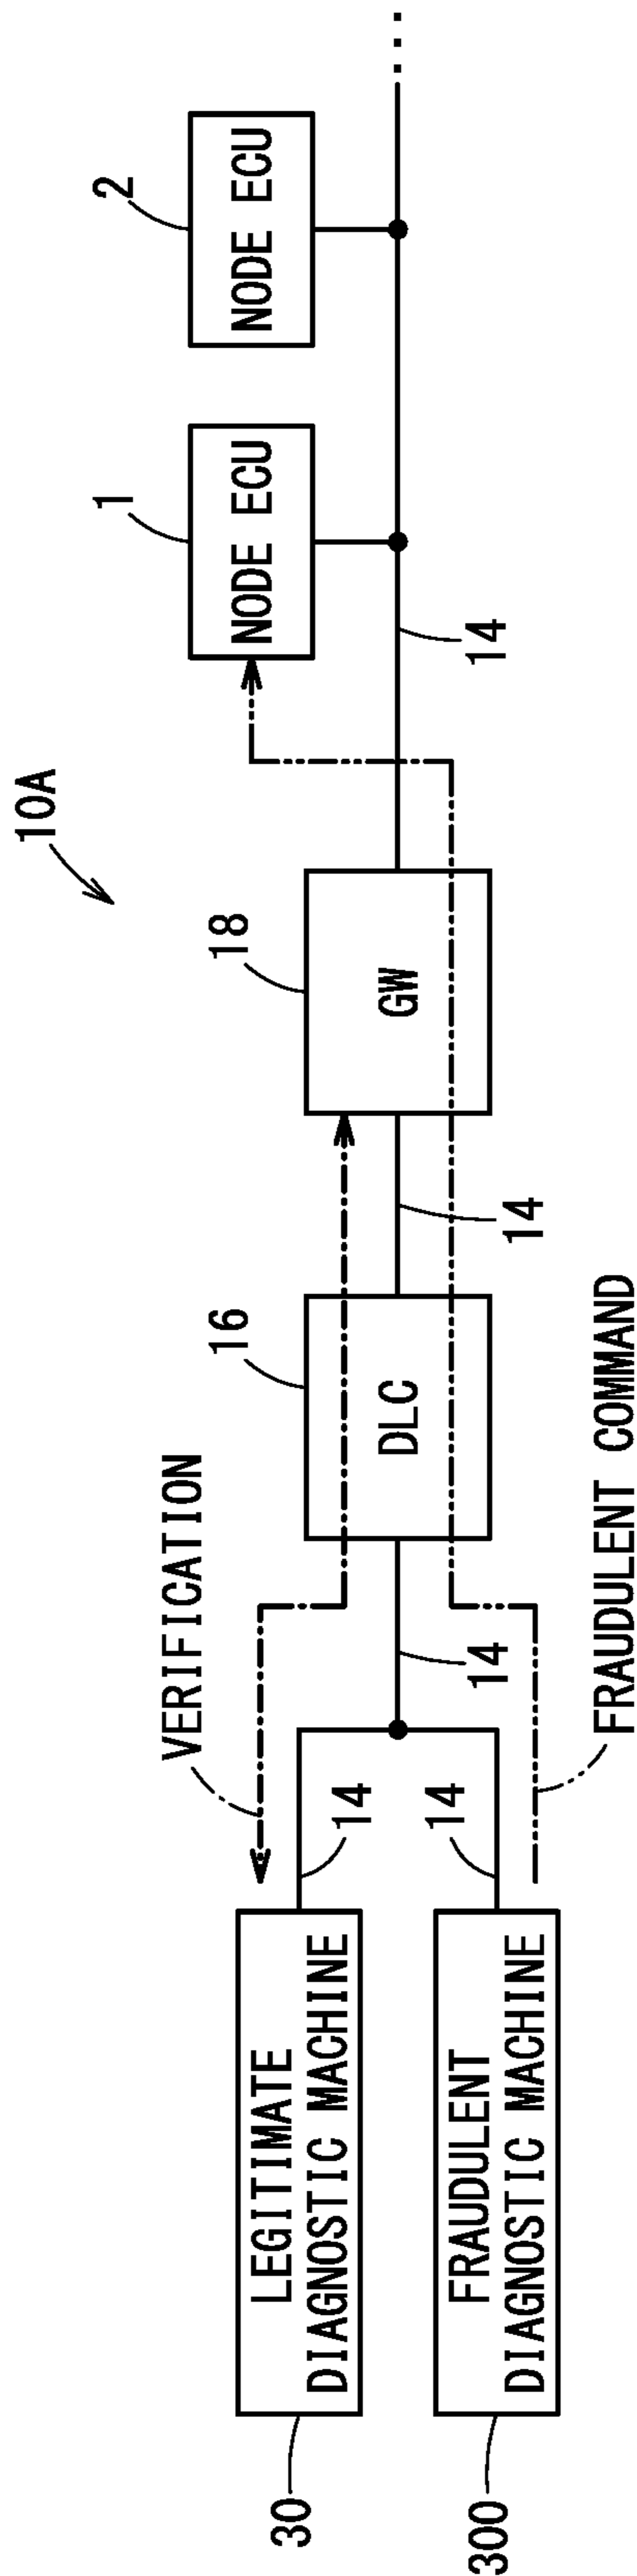 10A
2
NODE ECU
1
NODE ECU
18
GW
14
14
16
DLC
VERIFICATION
14
FRAUDULENT COMMAND
14
14
30
LEGITIMATE
DIAGNOSTIC MACHINE
300
FRAUDULENT
DIAGNOSTIC MACHINE